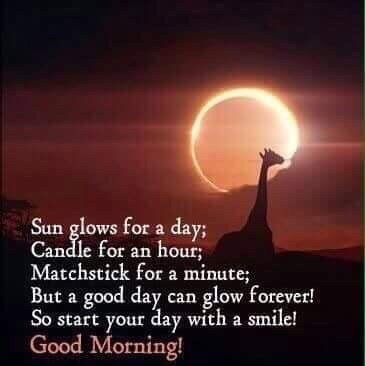 Sun glows for a day;
Candle for an hour;
Matchstick for a minute;
But a good day can glow forever!
So start your day with a smile!
Good Morning!